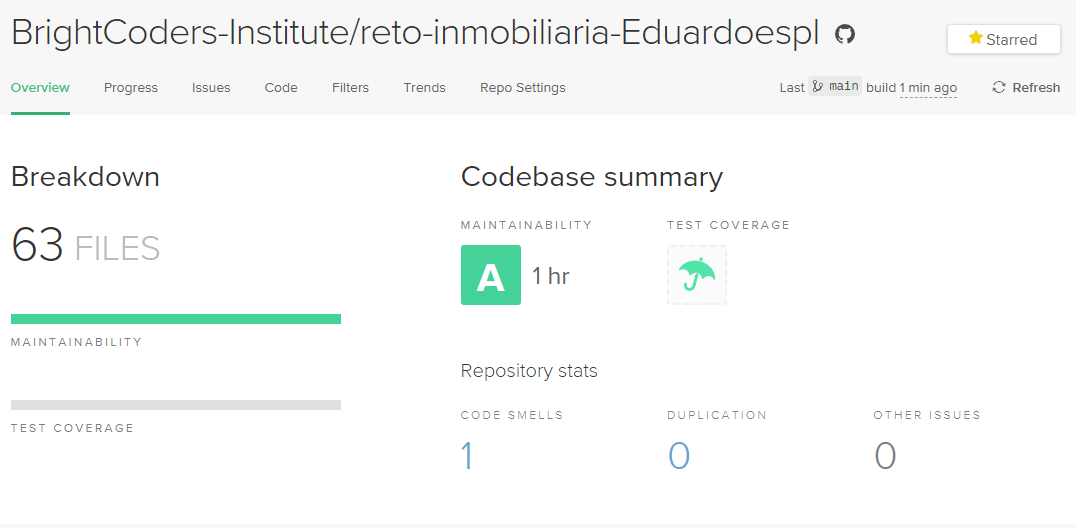 BrightCoders-Institute/reto-inmobiliaria-Eduardoespl
Starred
Overview Progress Issues Code Filters Trends Repo Settings Last main build 1 min ago Refresh
Breakdown
63 FILES
MAINTAINABILITY
TEST COVERAGE
Codebase summary
MAINTAINABILITY TEST COVERAGE
A 1 hr
Repository stats
CODE SMELLS DUPLICATION OTHER ISSUES
1 0 0